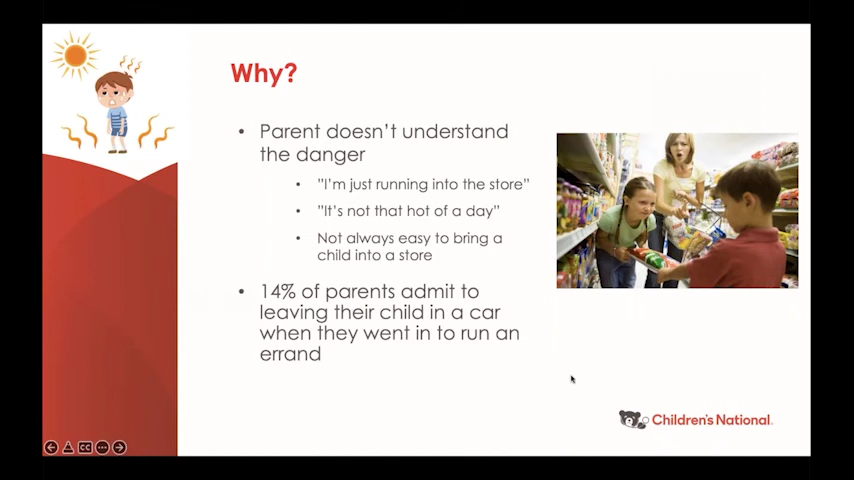 Why?
• Parent doesn't understand
the danger
• "I'm just running into the store"
• "It's not that hot of a day"
• Not always easy to bring a
child into a store
• 14% of parents admit to
leaving their child in a car
when they went in to run an
errand
Children's National
CC